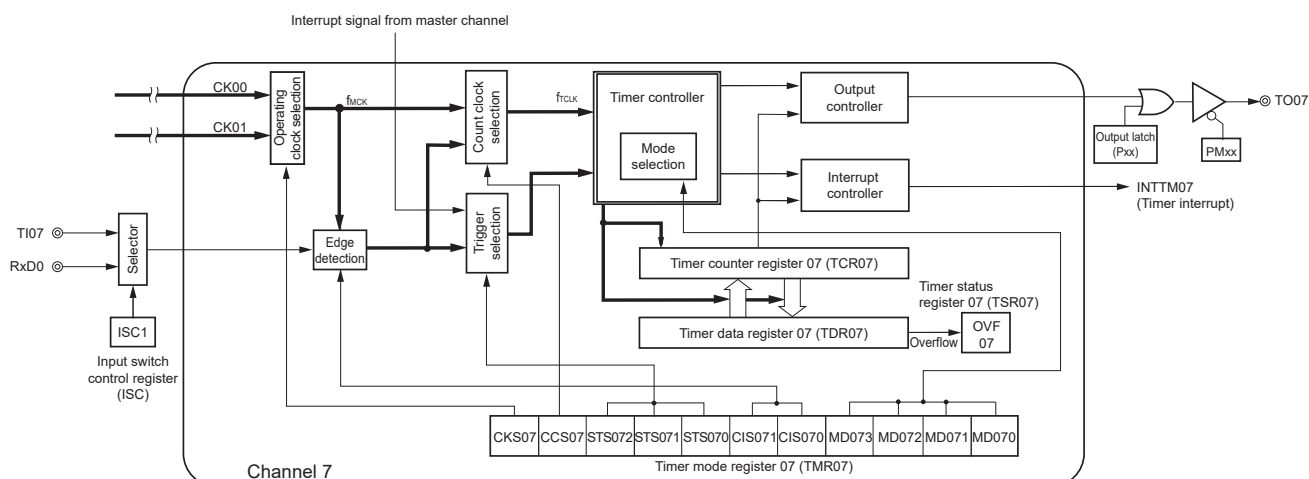 Interrupt signal from master channel
CK00
CK01
Operating
clock selection
fMCK
Count clock
selection
fTCLK
Timer controller
Mode
selection
Output
controller
Interrupt
controller
Output latch
(Pxx)
PMxx
TO07
INTTM07
(Timer interrupt)
TI07
RxD0
Selector
Edge
detection
Trigger
selection
ISC1
Input switch
control register
(ISC)
Timer counter register 07 (TCR07)
Timer status
register 07 (TSR07)
Timer data register 07 (TDR07)
Overflow
OVF
07
CKS07 CCS07 STS072 STS071 STS070 CIS071 CIS070 MD073 MD072 MD071 MD070
Timer mode register 07 (TMR07)
Channel 7